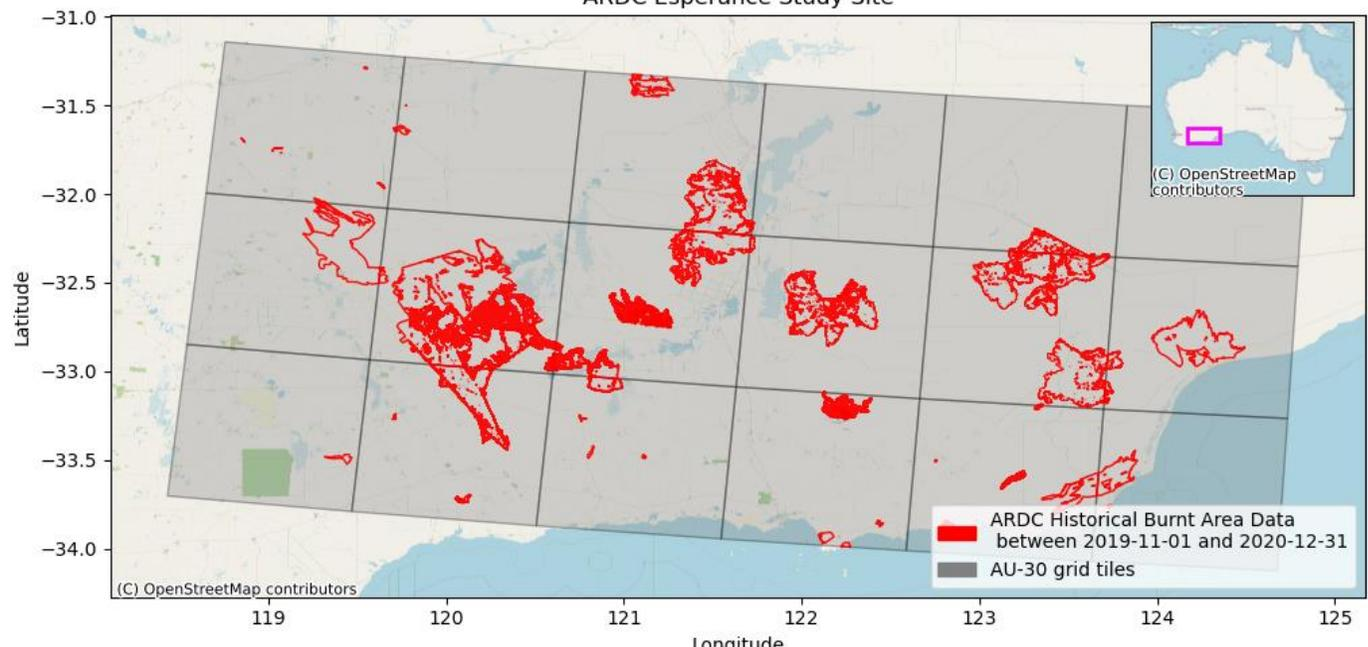 ARDC Esperance Study Site
−31.0
−31.5
−32.0
−32.5
−33.0
−33.5
−34.0
Latitude
(C) OpenStreetMap
contributors
ARDC Historical Burnt Area Data
between 2019-11-01 and 2020-12-31
AU-30 grid tiles
(C) OpenStreetMap contributors
119
120
121
122
123
124
125
Longitude